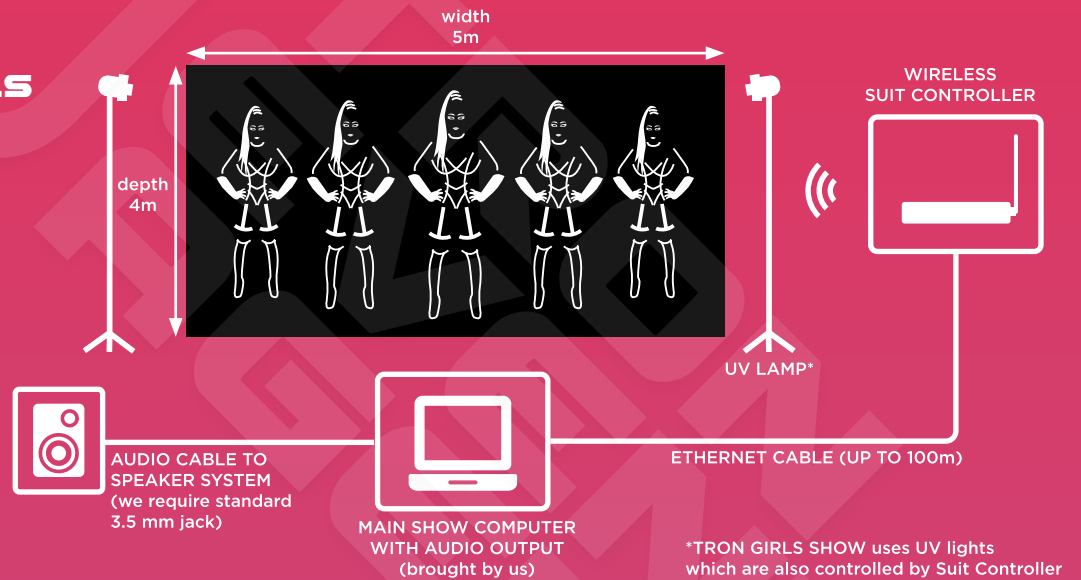 width
5m
LS
WIRELESS
SUIT CONTROLLER
depth
4m
UV LAMP*
AUDIO CABLE TO
SPEAKER SYSTEM
(we require standard
3.5 mm jack)
ETHERNET CABLE (UP TO 100m)
MAIN SHOW COMPUTER
WITH AUDIO OUTPUT
(brought by us)
*TRON GIRLS SHOW uses UV lights
which are also controlled by Suit Controller